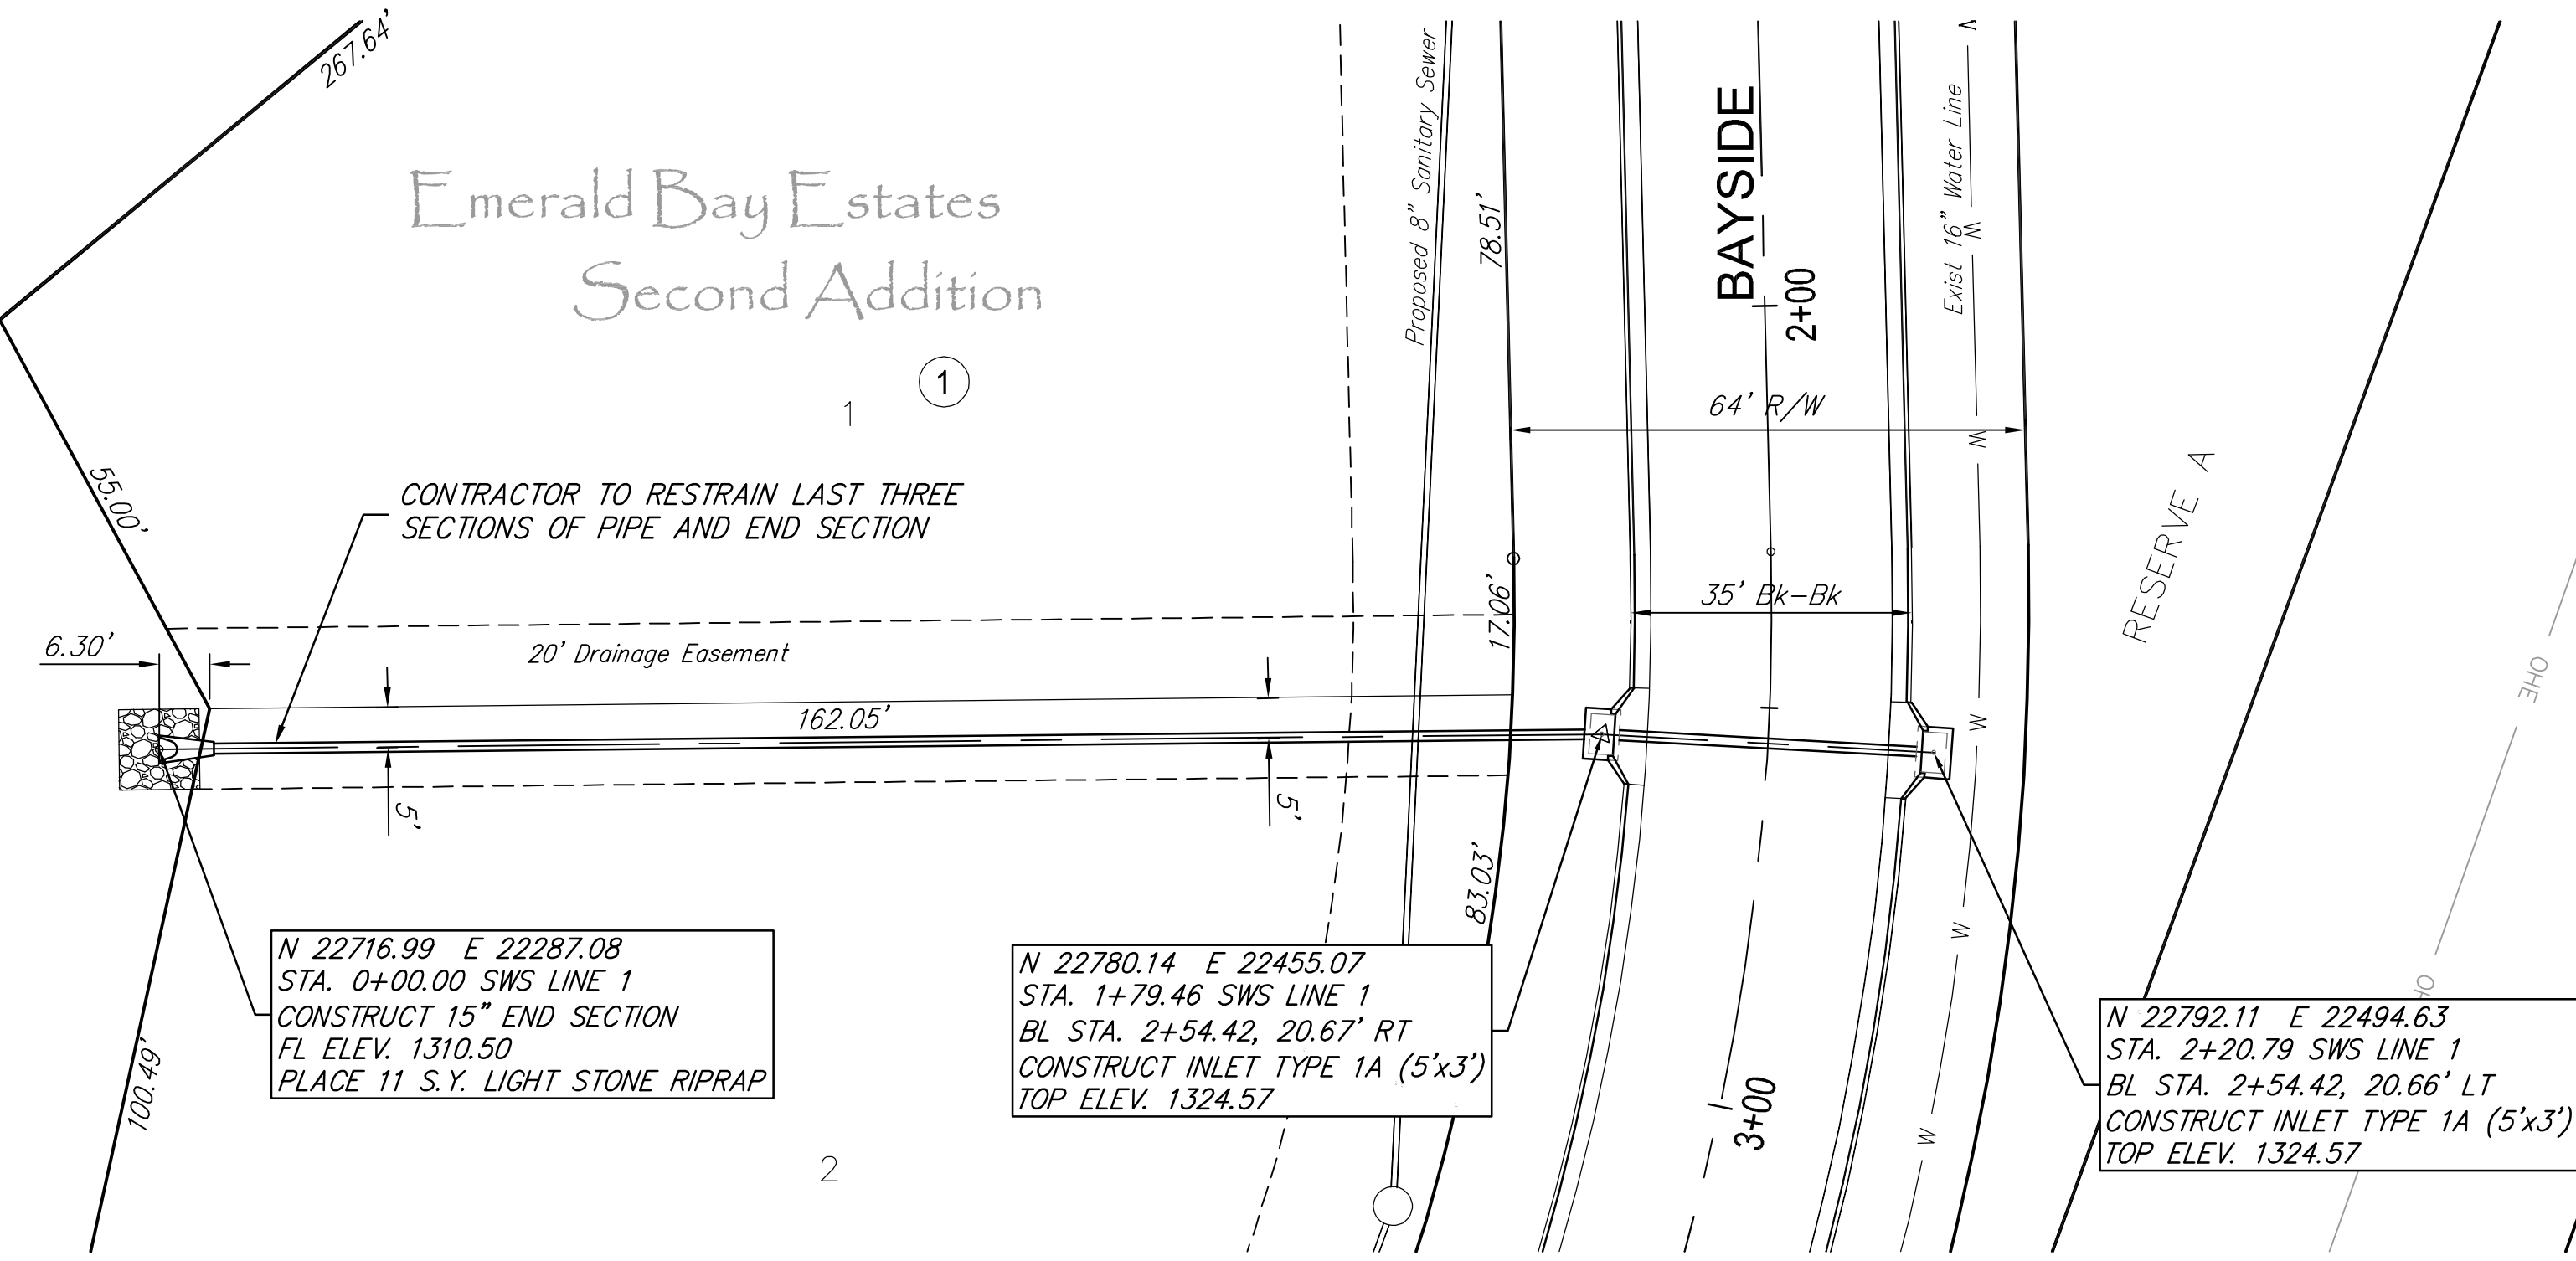 267.64'
Emerald Bay Estates
Second Addition
1
1
Proposed 8" Sanitary Sewer
78.51'
BAYSIDE
2+00
Exist 16" Water Line
W
W
64' R/W
W
RESERVE A
55.00'
CONTRACTOR TO RESTRAIN LAST THREE
SECTIONS OF PIPE AND END SECTION
17.06'
35' Bk-Bk
6.30'
20' Drainage Easement
162.05'
5'
5'
W
OHE
83.03'
W
N 22716.99 E 22287.08
STA. 0+00.00 SWS LINE 1
CONSTRUCT 15" END SECTION
FL ELEV. 1310.50
PLACE 11 S.Y. LIGHT STONE RIPRAP
N 22780.14 E 22455.07
STA. 1+79.46 SWS LINE 1
BL STA. 2+54.42, 20.67' RT
CONSTRUCT INLET TYPE 1A (5'x3')
TOP ELEV. 1324.57
N 22792.11 E 22494.63
STA. 2+20.79 SWS LINE 1
BL STA. 2+54.42, 20.66' LT
CONSTRUCT INLET TYPE 1A (5'x3')
TOP ELEV. 1324.57
100.49'
3+00
W
2